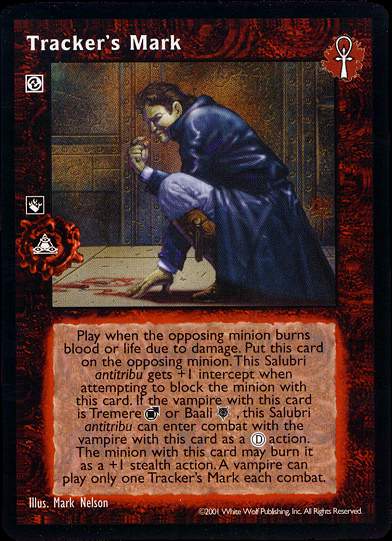 Tracker's Mark
Play when the opposing minion burns
blood or life due to damage. Put this card
on the opposing minion. This Salubri
antitribu gets +1 intercept when
attempting to block the minion with
this card. If the vampire with this card
is Tremere or Baali , this Salubri
antitribu can enter combat with the
vampire with this card as a D action.
The minion with this card may burn it
as a +1 stealth action. A vampire can
play only one Tracker's Mark each combat.
Illus. Mark Nelson
©2001 White Wolf Publishing, Inc. All Rights Reserved.